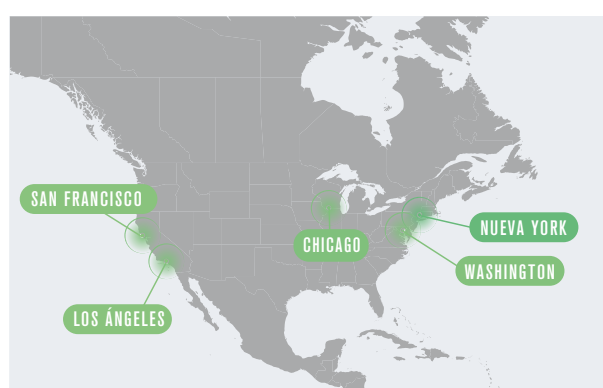 SAN FRANCISCO
NUEVA YORK
CHICAGO
WASHINGTON
LOS ÁNGELES